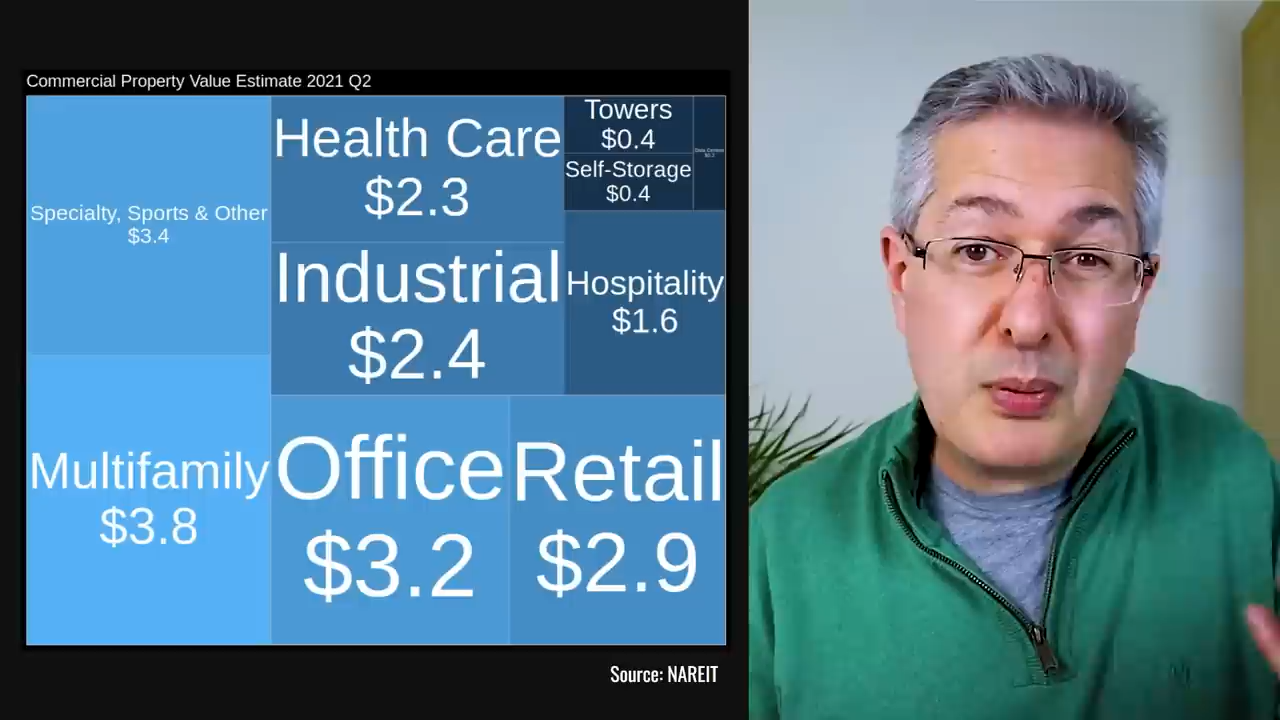 Commercial Property Value Estimate 2021 Q2
Specialty, Sports & Other
$3.4
Multifamily
$3.8
Health Care
$2.3
Industrial
$2.4
Office
$3.2
Retail
$2.9
Towers
$0.4
Self-Storage
$0.4
Hospitality
$1.6
Source: NAREIT